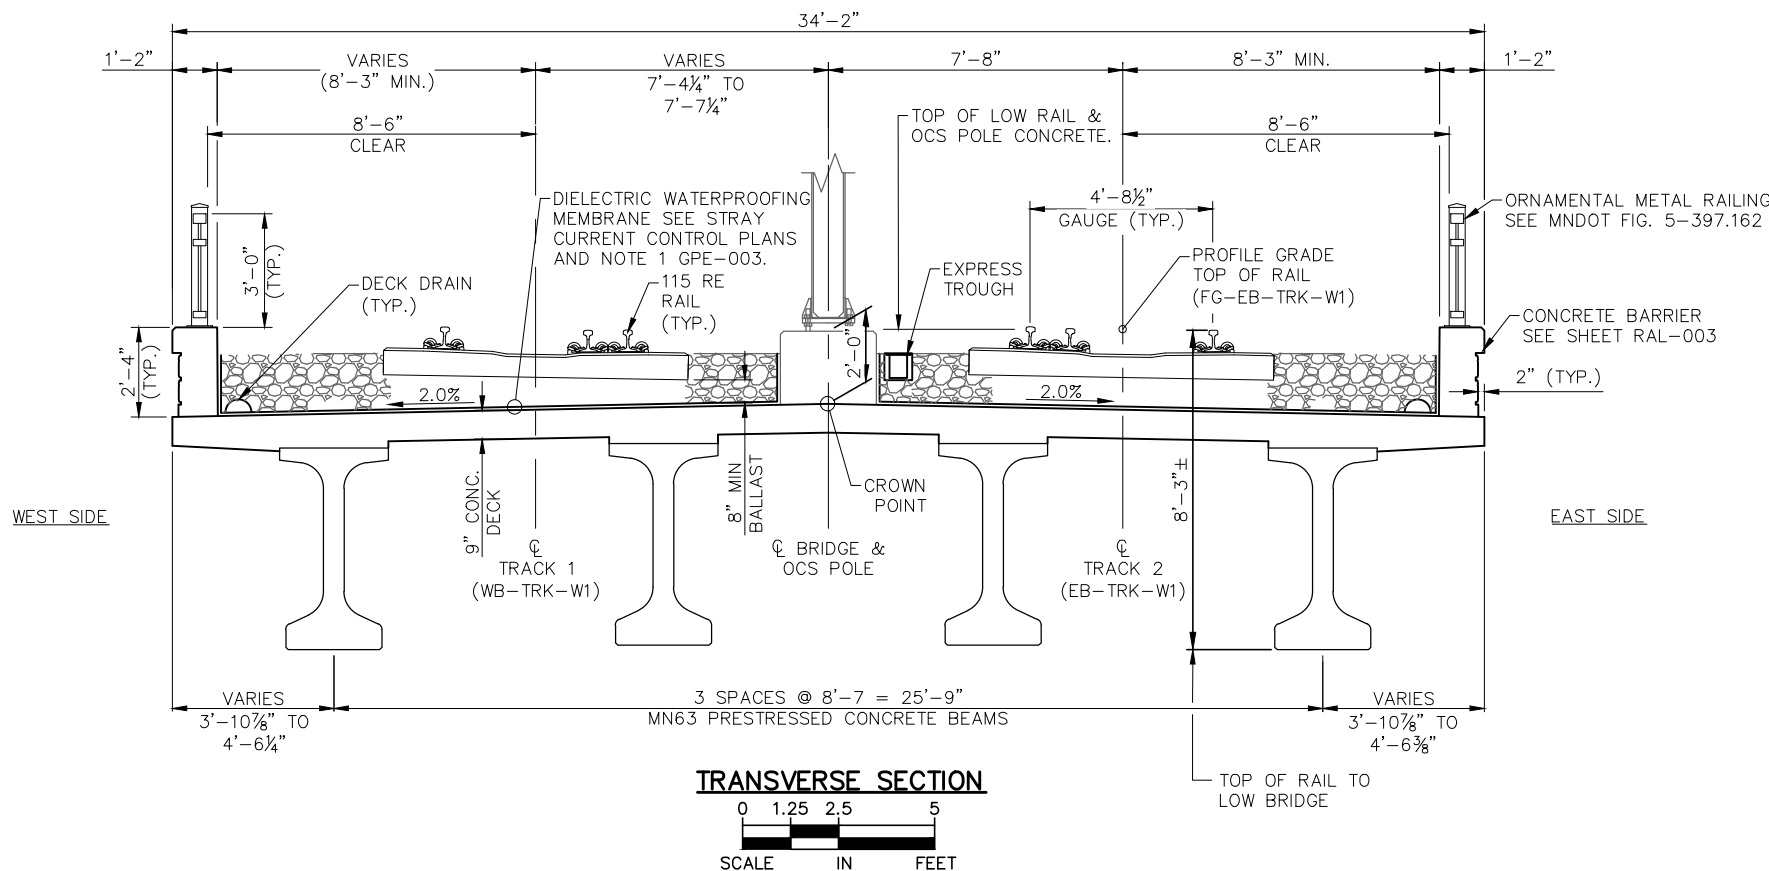 34'-2"
1'-2"
VARIES
(8'-3" MIN.)
VARIES
7'-4¼" TO
7'-7¼"
7'-8"
8'-3" MIN.
1'-2"
8'-6"
CLEAR
TOP OF LOW RAIL &
OCS POLE CONCRETE.
8'-6"
CLEAR
DIELECTRIC WATERPROOFING
MEMBRANE SEE STRAY
CURRENT CONTROL PLANS
AND NOTE 1 GPE-003.
4'-8½"
GAUGE (TYP.)
ORNAMENTAL METAL RAILING
SEE MNDOT FIG. 5-397.162
3'-0"
(TYP.)
DECK DRAIN
(TYP.)
115 RE
RAIL
(TYP.)
EXPRESS
TROUGH
PROFILE GRADE
TOP OF RAIL
(FG-EB-TRK-W1)
CONCRETE BARRIER
SEE SHEET RAL-003
2'-4"
(TYP.)
2'-0"
2" (TYP.)
2.0%
2.0%
9" CONC.
DECK
8" MIN
BALLAST
CROWN
POINT
8'-3"±
WEST SIDE
EAST SIDE
℄
TRACK 1
(WB-TRK-W1)
℄ BRIDGE &
OCS POLE
℄
TRACK 2
(EB-TRK-W1)
VARIES
3'-10⅞" TO
4'-6¼"
3 SPACES @ 8'-7 = 25'-9"
MN63 PRESTRESSED CONCRETE BEAMS
VARIES
3'-10⅞" TO
4'-6⅜"
TOP OF RAIL TO
LOW BRIDGE
TRANSVERSE SECTION
0 1.25 2.5 5
SCALE IN FEET